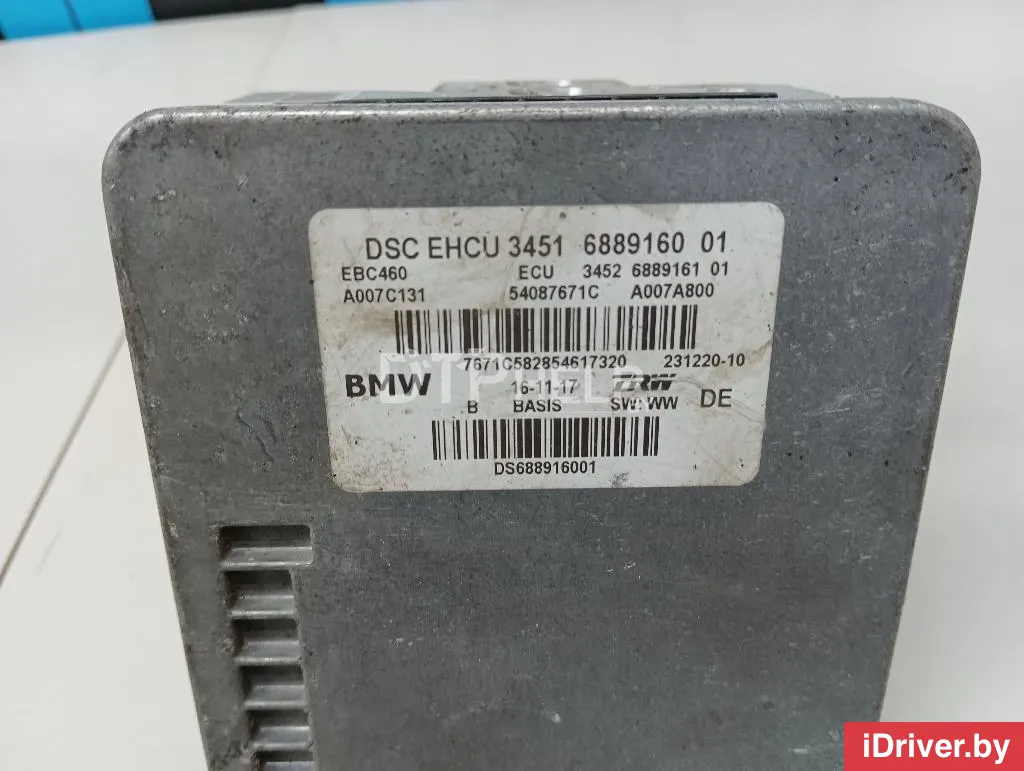 DSC EHCU 3451 6889160 01
EBC460 ECU 3452 6889161 01
A007C131 54087671C A007A800
7671C582854617320 231220-10
BMW 16-11-17 TRW
B BASIS SW: WW DE
DS688916001
iDriver.by